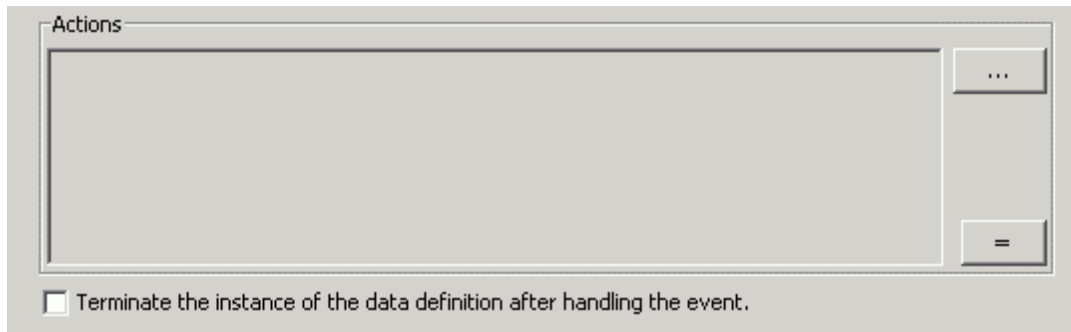 Actions
...
=
Terminate the instance of the data definition after handling the event.